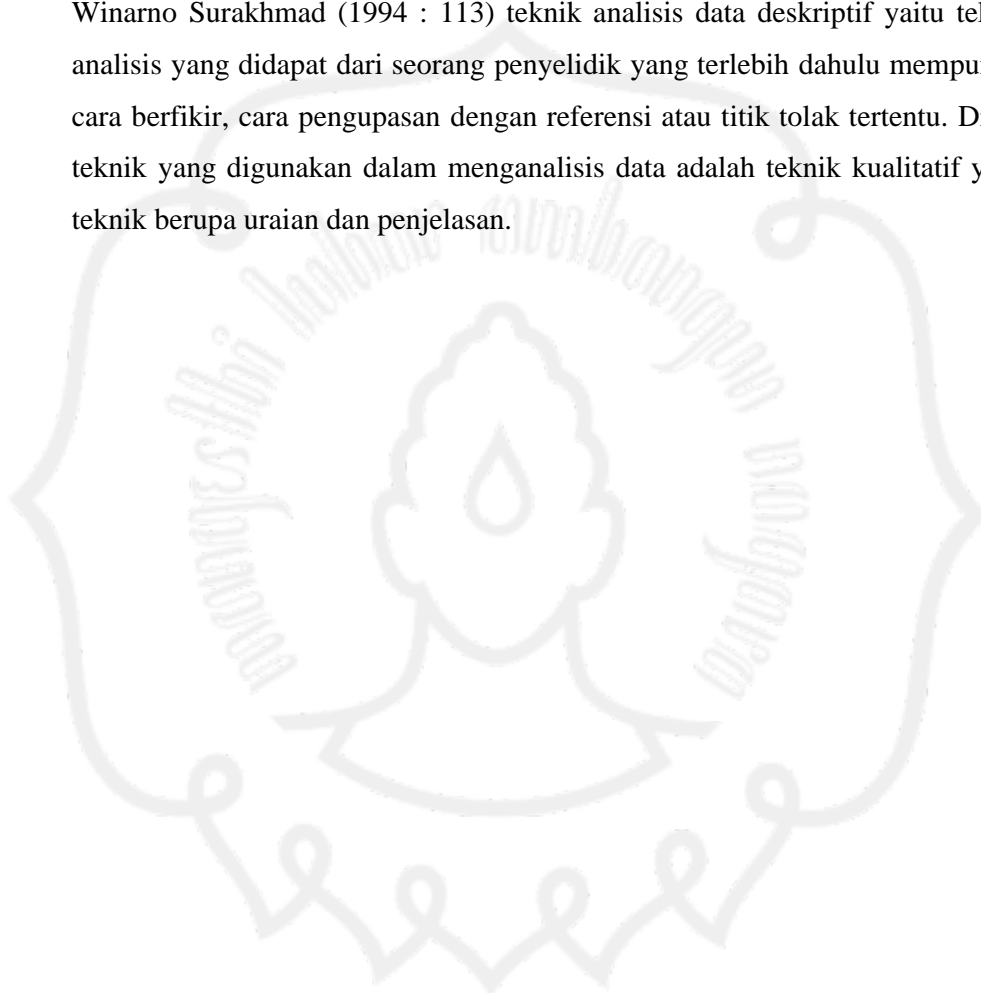 Winarno Surakhmad (1994 : 113) teknik analisis data deskriptif yaitu
analisis yang didapat dari seorang penyelidik yang terlebih dahulu
cara berfikir, cara pengupasan dengan referensi atau titik tolak tertentu.
teknik yang digunakan dalam menganalisis data adalah teknik kualitatif
teknik berupa uraian dan penjelasan.